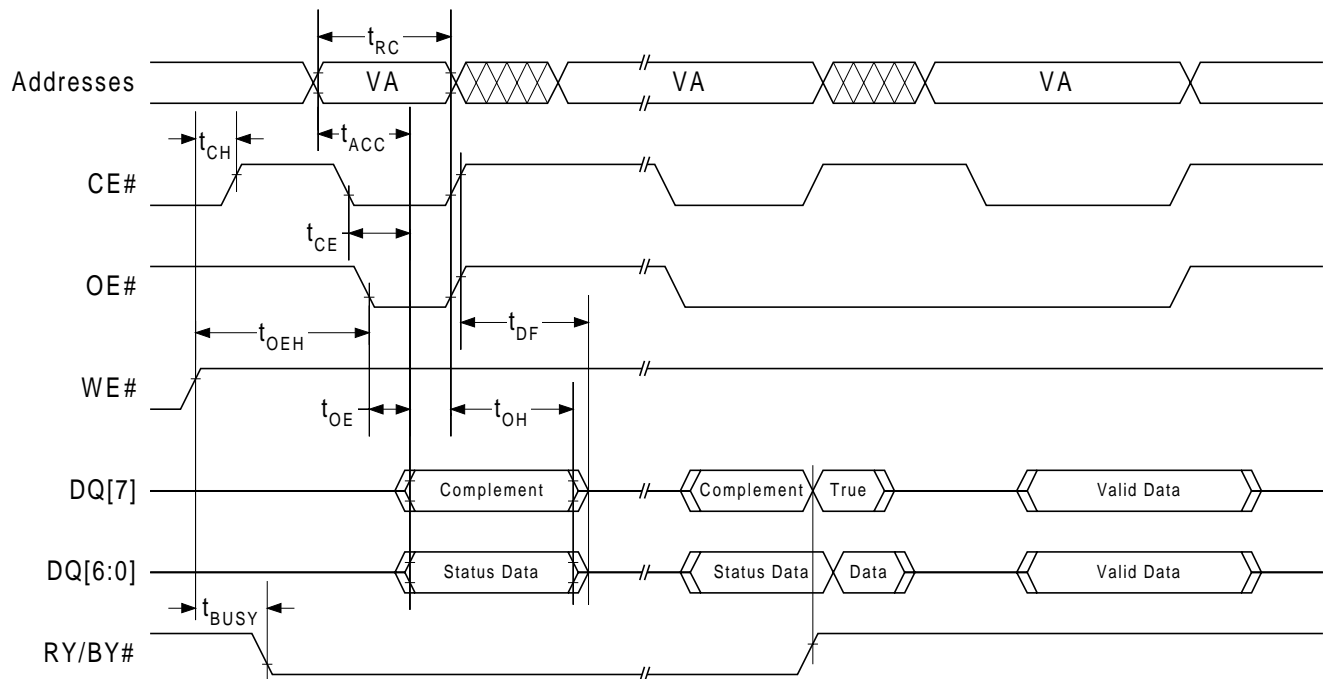 tRC
Addresses VA VA VA
tCH tACC
CE#
tCE
OE#
tOEH tDF
WE#
tOE tOH
DQ[7] Complement Complement True Valid Data
DQ[6:0] Status Data Status Data Data Valid Data
tBUSY
RY/BY#